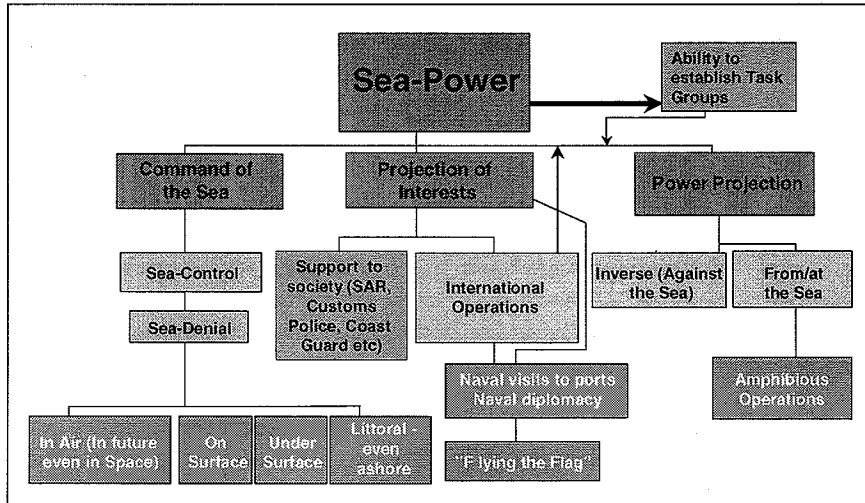 Sea-Power
Ability to
establish Task
Groups
Command of
the Sea
Projection of
Interests
Power Projection
Sea-Control
Sea-Denial
Support to
society (SAR,
Customs
Police, Coast
Guard etc)
International
Operations
Inverse (Against
the Sea)
From/at
the Sea
Naval visits to ports
Naval diplomacy
Amphibious
Operations
In Air (In future
even in Space)
On
Surface
Under
Surface
Littoral -
even
ashore
"Flying the Flag"